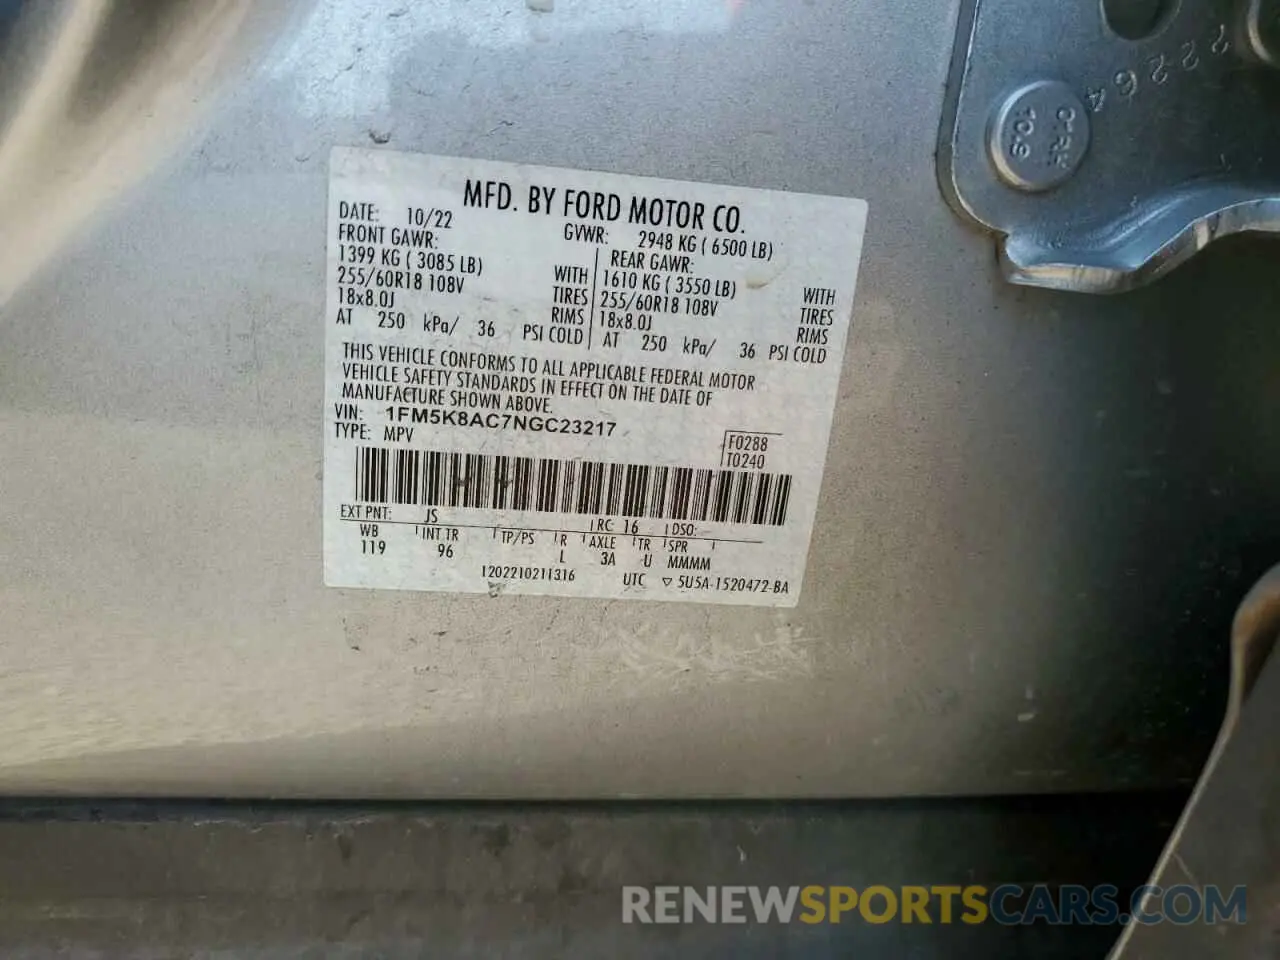 MFD. BY FORD MOTOR CO.
DATE: 10/22
GVWR: 2948 KG ( 6500 LB)
FRONT GAWR:
1399 KG ( 3085 LB)
WITH
255/60R18 108V
TIRES
18x8.0J
RIMS
AT 250 kPa/ 36 PSI COLD
REAR GAWR:
1610 KG ( 3550 LB)
WITH
255/60R18 108V
TIRES
18x8.0J
RIMS
AT 250 kPa/ 36 PSI COLD
THIS VEHICLE CONFORMS TO ALL APPLICABLE FEDERAL MOTOR
VEHICLE SAFETY STANDARDS IN EFFECT ON THE DATE OF
MANUFACTURE SHOWN ABOVE.
VIN: 1FM5K8AC7NGC23217
TYPE: MPV
F0288
T0240
EXT PNT: JS RC: 16 DSO:
WB INT TR TP/PS R AXLE TR SPR
119 96 L 3A U MMMM
1202210211316 UTC ▽ 5U5A-1520472-BA
10.9
RENEWSPORTSCARS.COM